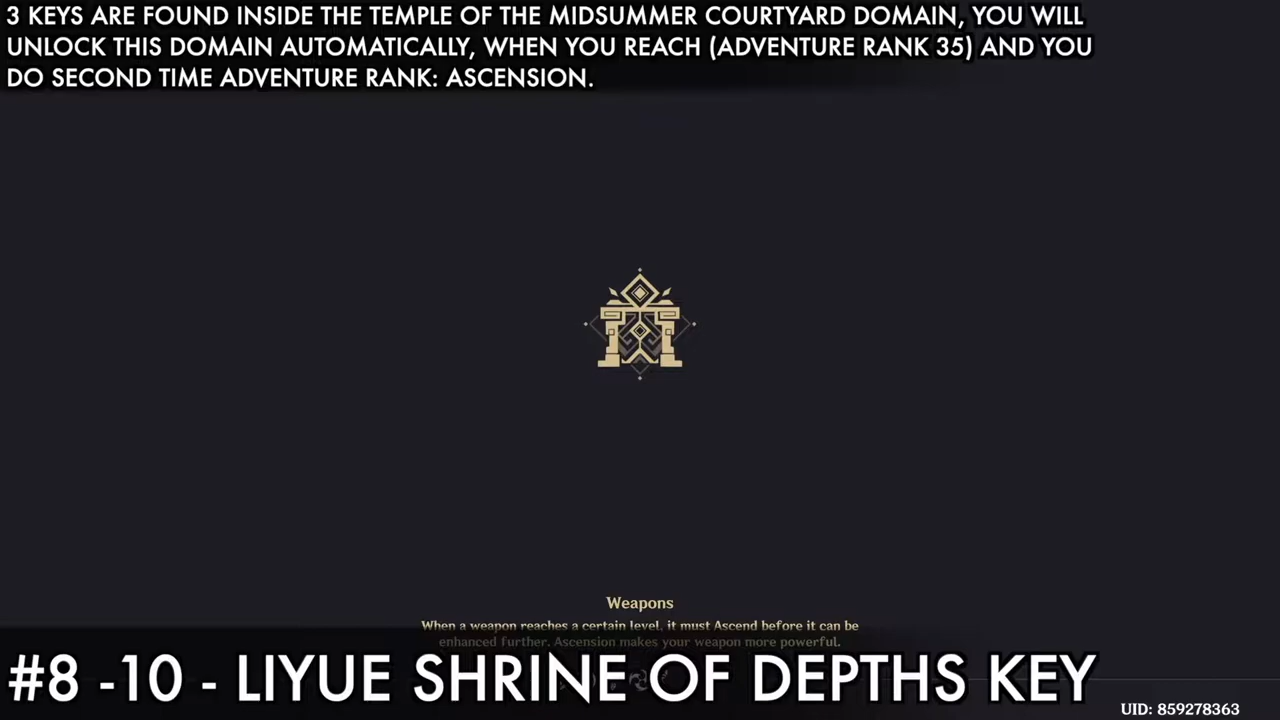 3 KEYS ARE FOUND INSIDE THE TEMPLE OF THE MIDSUMMER COURTYARD DOMAIN, YOU WILL
UNLOCK THIS DOMAIN AUTOMATICALLY, WHEN YOU REACH (ADVENTURE RANK 35) AND YOU
DO SECOND TIME ADVENTURE RANK: ASCENSION.
Weapons
When a weapon reaches a certain level, it must Ascend before it can be
enhanced further. Ascension makes your weapon more powerful.
#8 -10 - LIYUE SHRINE OF DEPTHS KEY
UID: 859278363